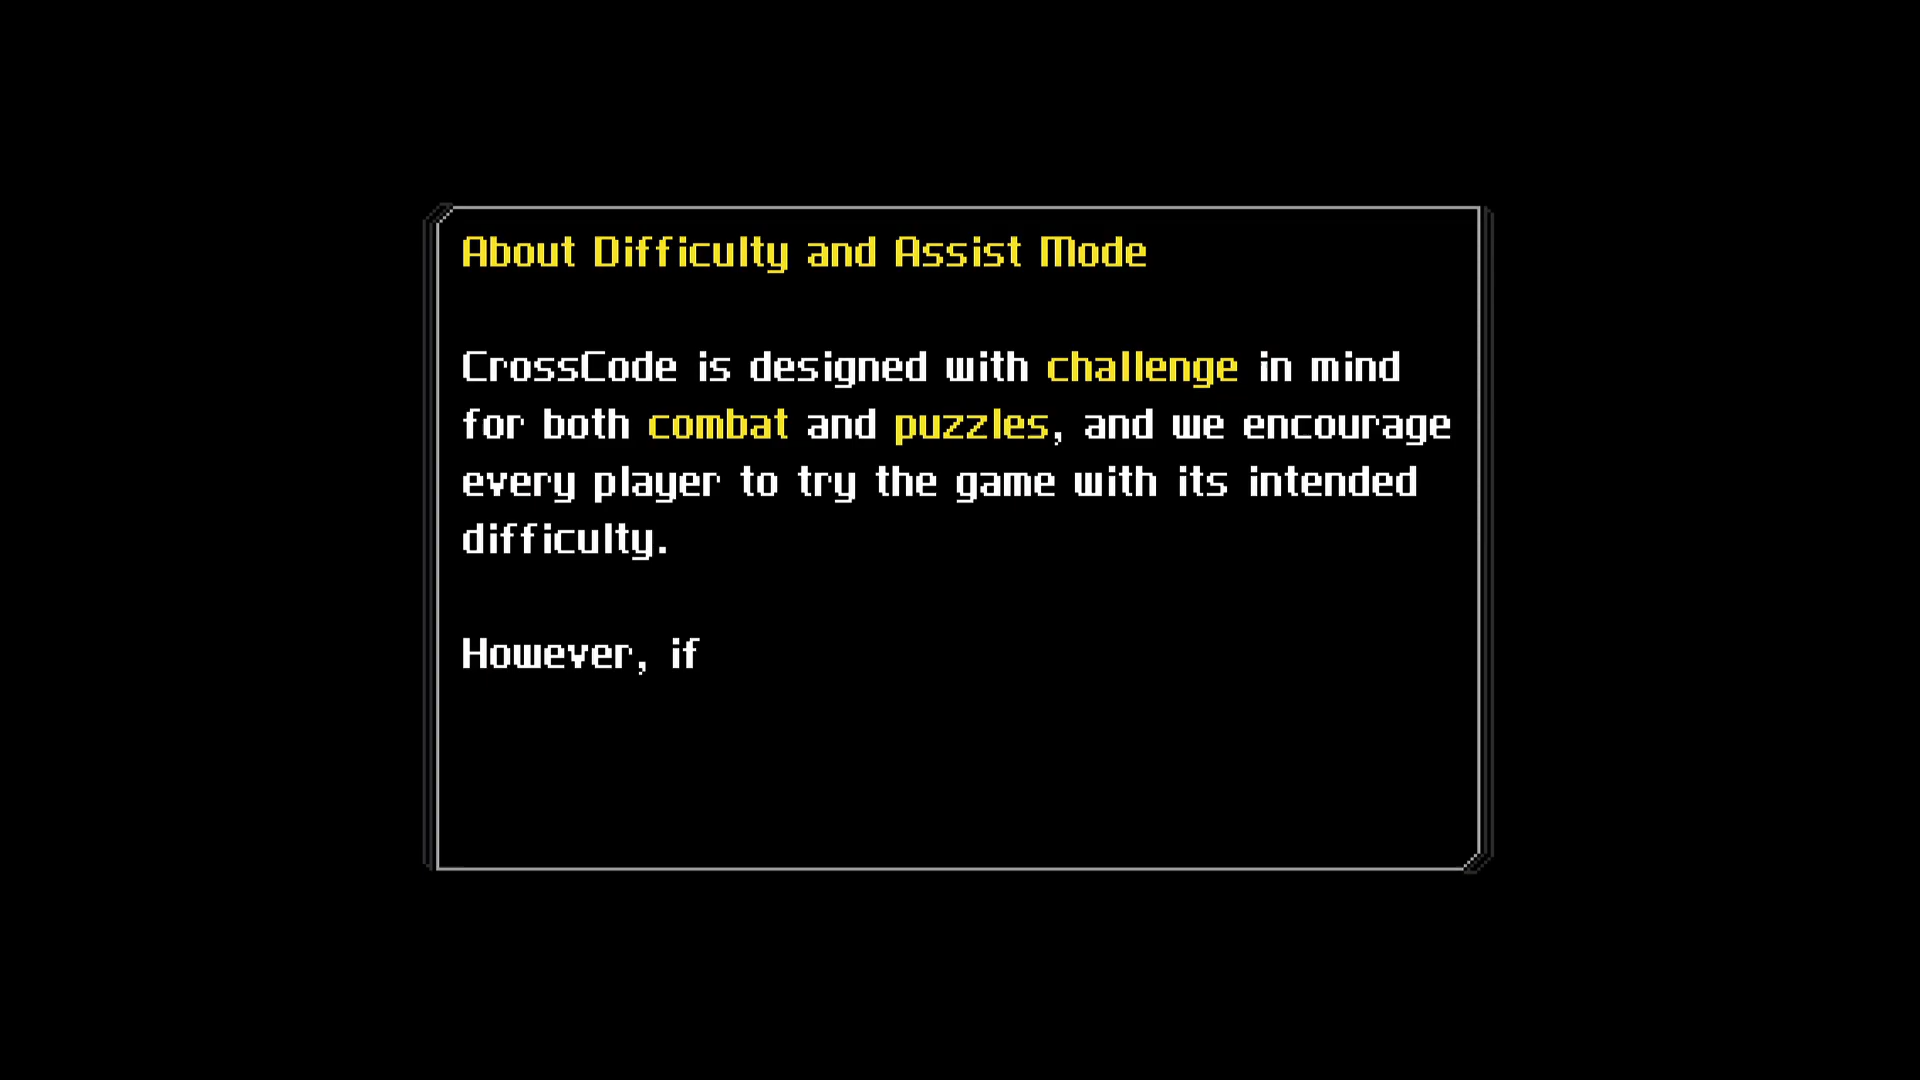 About Difficulty and Assist Mode
CrossCode is designed with challenge in mind
for both combat and puzzles, and we encourage
every player to try the game with its intended
difficulty.
However, if